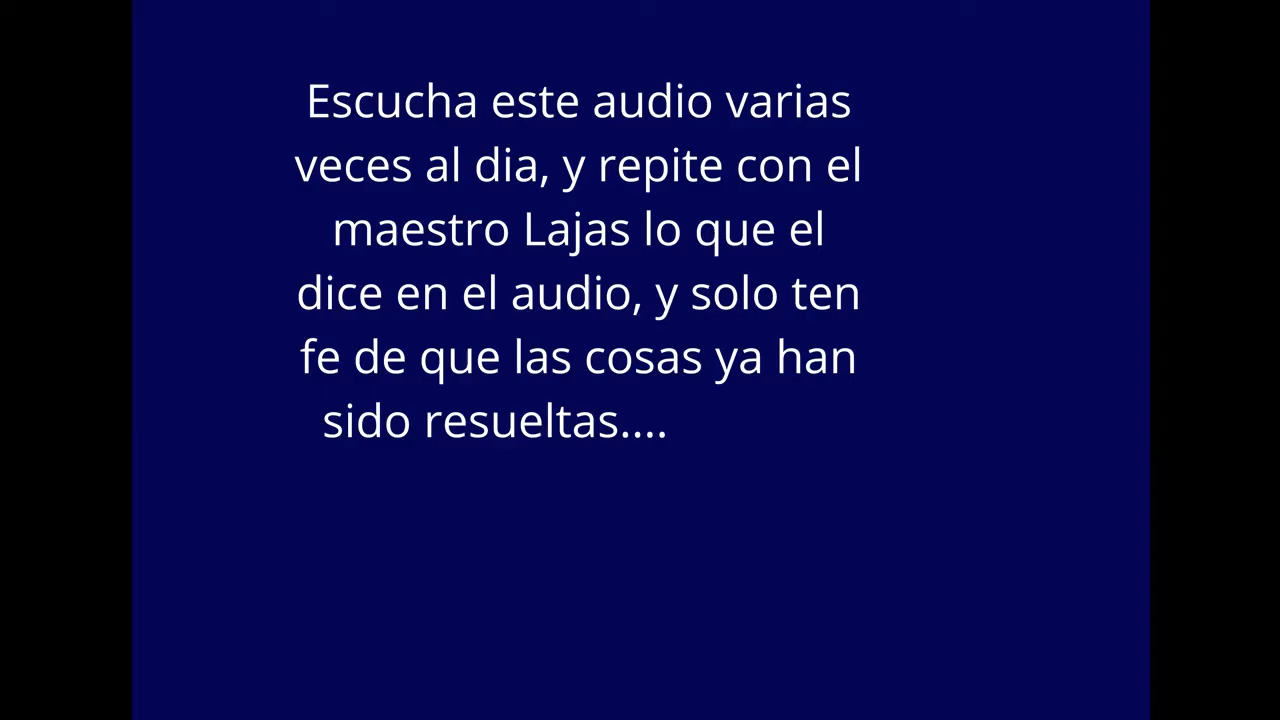 Escucha este audio varias
veces al dia, y repite con el
maestro Lajas lo que el
dice en el audio, y solo ten
fe de que las cosas ya han
sido resueltas....